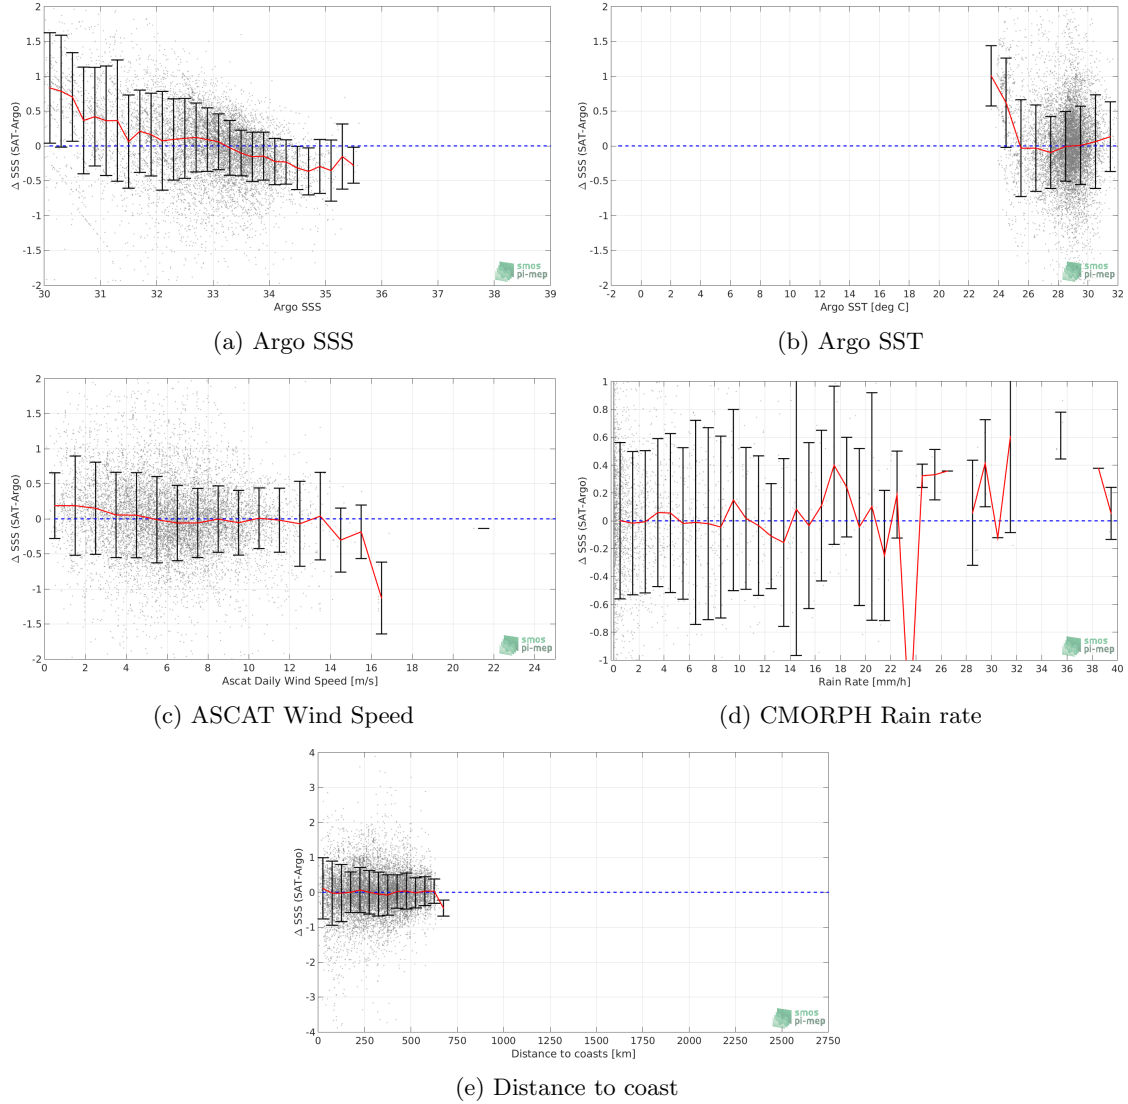 2
1.5
1
0.5
0
-0.5
-1
-1.5
-2
Δ SSS (SAT-Argo)
30 31 32 33 34 35 36 37 38 39
Argo SSS
smos
pi-mep
(a) Argo SSS
2
1.5
1
0.5
0
-0.5
-1
-1.5
-2
Δ SSS (SAT-Argo)
-2 0 2 4 6 8 10 12 14 16 18 20 22 24 26 28 30 32
Argo SST [deg C]
smos
pi-mep
(b) Argo SST
2
1.5
1
0.5
0
-0.5
-1
-1.5
-2
Δ SSS (SAT-Argo)
0 2 4 6 8 10 12 14 16 18 20 22 24
Ascat Daily Wind Speed [m/s]
smos
pi-mep
(c) ASCAT Wind Speed
1
0.8
0.6
0.4
0.2
0
-0.2
-0.4
-0.6
-0.8
-1
Δ SSS (SAT-Argo)
0 2 4 6 8 10 12 14 16 18 20 22 24 26 28 30 32 34 36 38 40
Rain Rate [mm/h]
smos
pi-mep
(d) CMORPH Rain rate
4
3
2
1
0
-1
-2
-3
-4
Δ SSS (SAT-Argo)
0 250 500 750 1000 1250 1500 1750 2000 2250 2500 2750
Distance to coasts [km]
smos
pi-mep
(e) Distance to coast